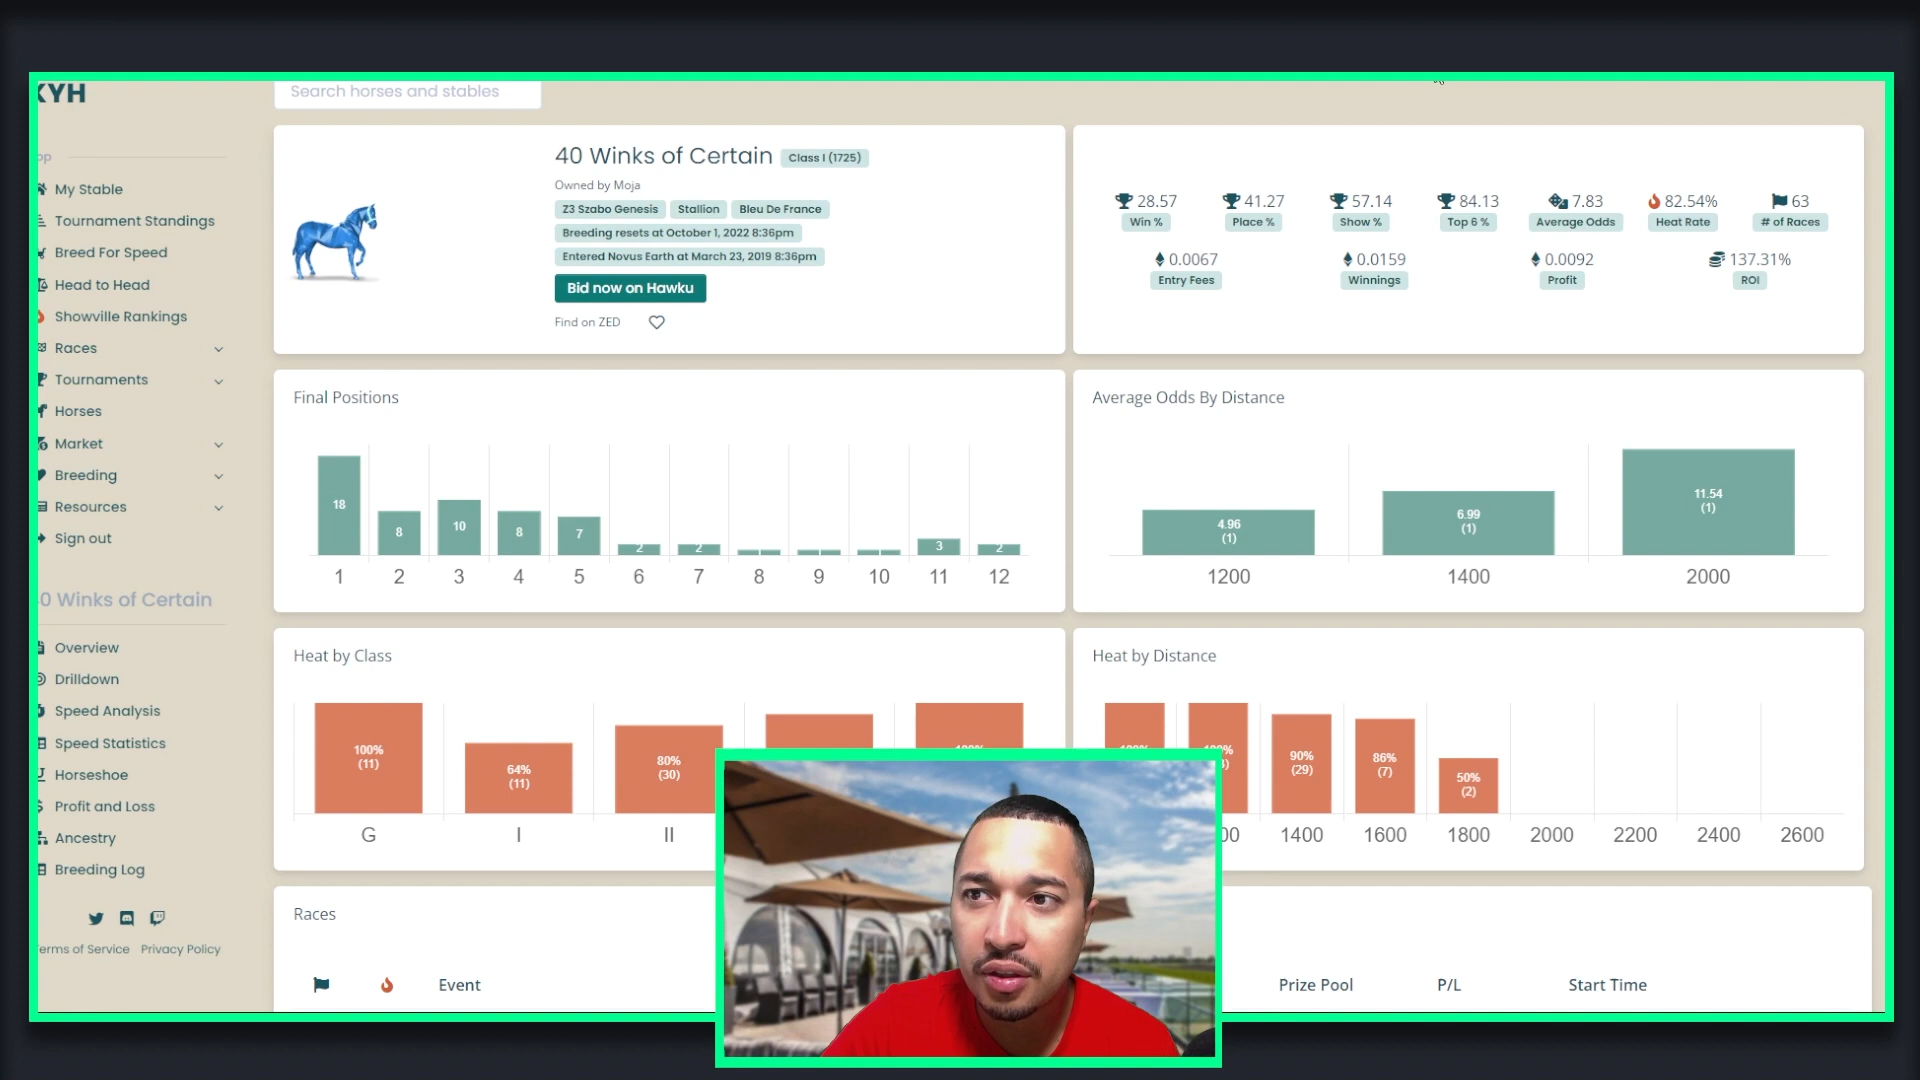 KYH
Search horses and stables
op
My Stable
Tournament Standings
Breed For Speed
Head to Head
Showville Rankings
Races
Tournaments
Horses
Market
Breeding
Resources
Sign out
40 Winks of Certain
Overview
Drilldown
Speed Analysis
Speed Statistics
Horseshoe
Profit and Loss
Ancestry
Breeding Log
erms of Service Privacy Policy
40 Winks of Certain Class I (1725)
Owned by Moja
Z3 Szabo Genesis Stallion Bleu De France
Breeding resets at October 1, 2022 8:36pm
Entered Novus Earth at March 23, 2019 8:36pm
Bid now on Hawku
Find on ZED
28.57 41.27 57.14 84.13 7.83 82.54% 63
Win % Place % Show % Top 6 % Average Odds Heat Rate # of Races
0.0067 0.0159 0.0092 137.31%
Entry Fees Winnings Profit ROI
Final Positions
18 8 10 8 7 2 2 1 1 1 3 2
1 2 3 4 5 6 7 8 9 10 11 12
Average Odds By Distance
4.96 6.99 11.54
(1) (1) (1)
1200 1400 2000
Heat by Class
100% 64% 80%
(11) (11) (30)
G I II
Heat by Distance
90% 86% 50%
(29) (7) (2)
00 1400 1600 1800 2000 2200 2400 2600
Races
Event Prize Pool P/L Start Time